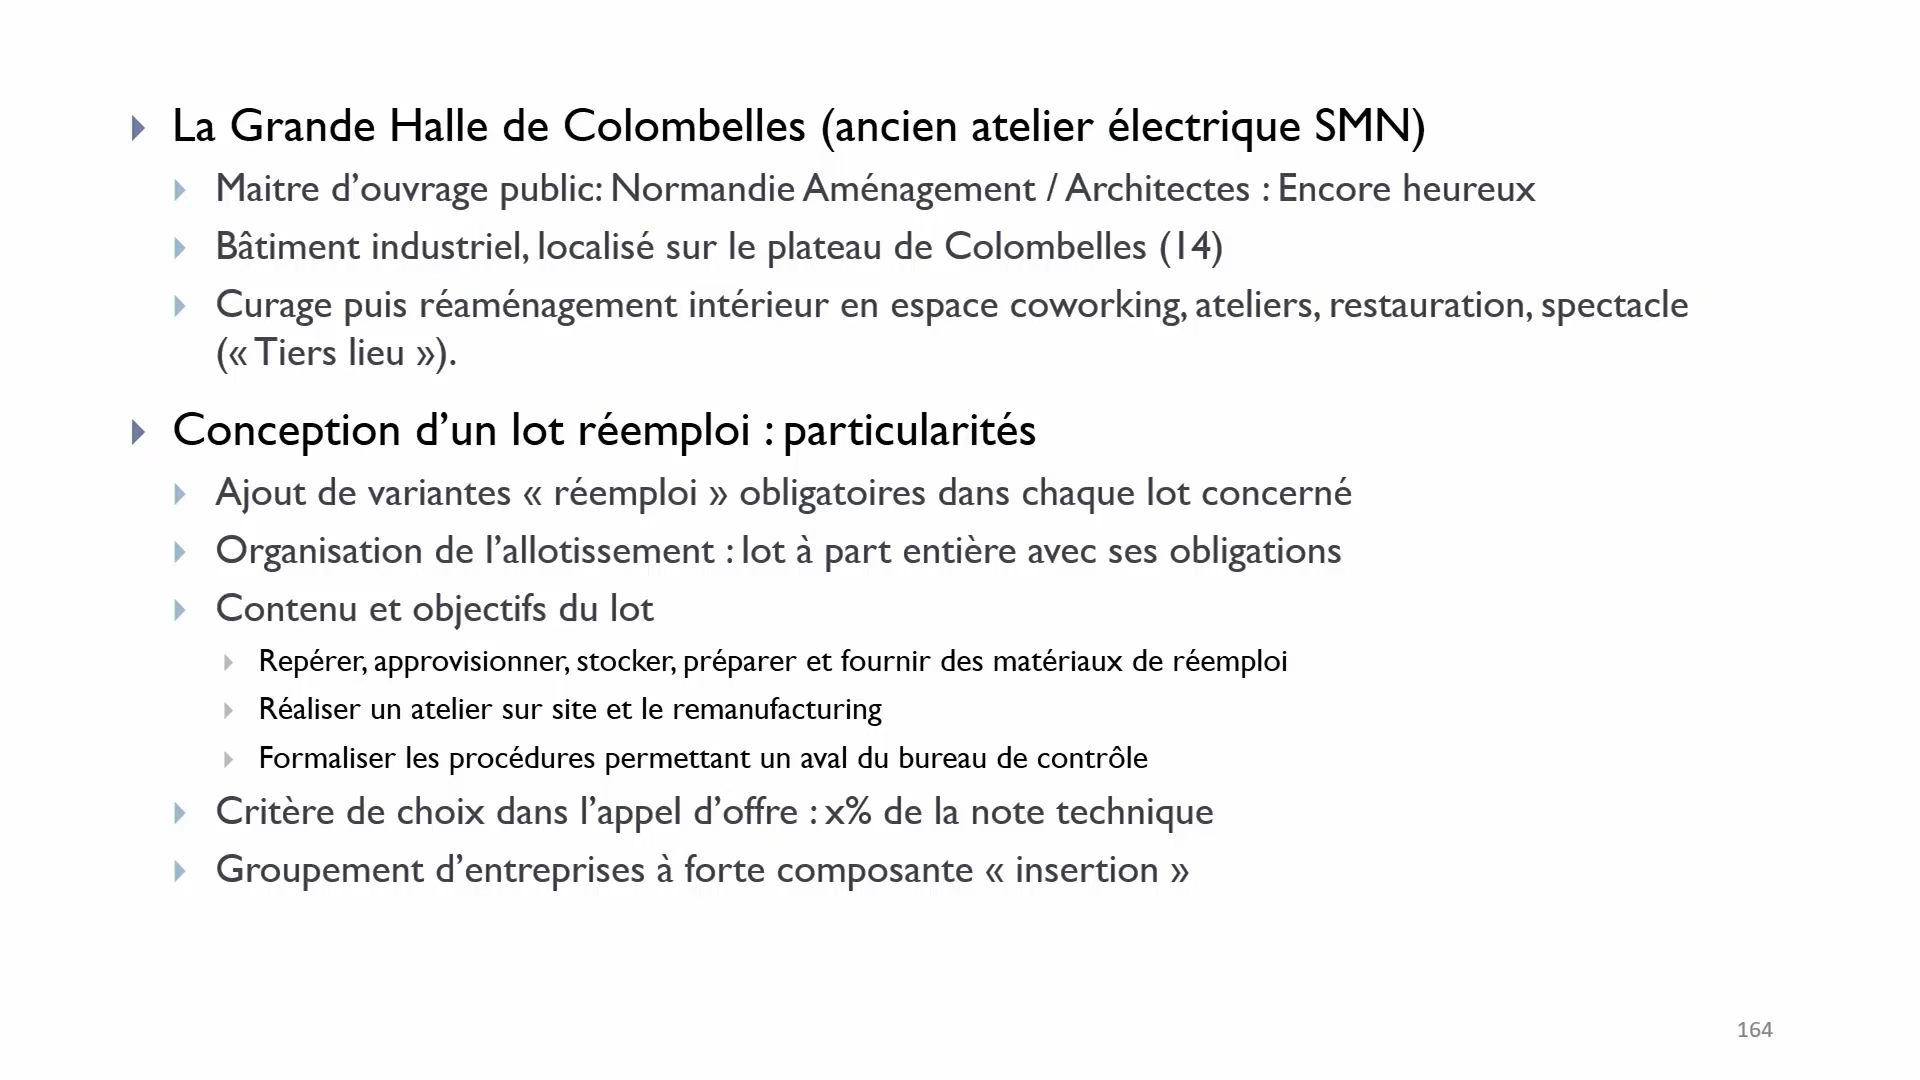 La Grande Halle de Colombelles (ancien atelier électrique SMN)
Maitre d’ouvrage public: Normandie Aménagement / Architectes : Encore heureux
Bâtiment industriel, localisé sur le plateau de Colombelles (14)
Curage puis réaménagement intérieur en espace coworking, ateliers, restauration, spectacle
(« Tiers lieu »).
Conception d’un lot réemploi : particularités
Ajout de variantes « réemploi » obligatoires dans chaque lot concerné
Organisation de l’allotissement : lot à part entière avec ses obligations
Contenu et objectifs du lot
Repérer, approvisionner, stocker, préparer et fournir des matériaux de réemploi
Réaliser un atelier sur site et le remanufacturing
Formaliser les procédures permettant un aval du bureau de contrôle
Critère de choix dans l’appel d’offre : x% de la note technique
Groupement d’entreprises à forte composante « insertion »
164